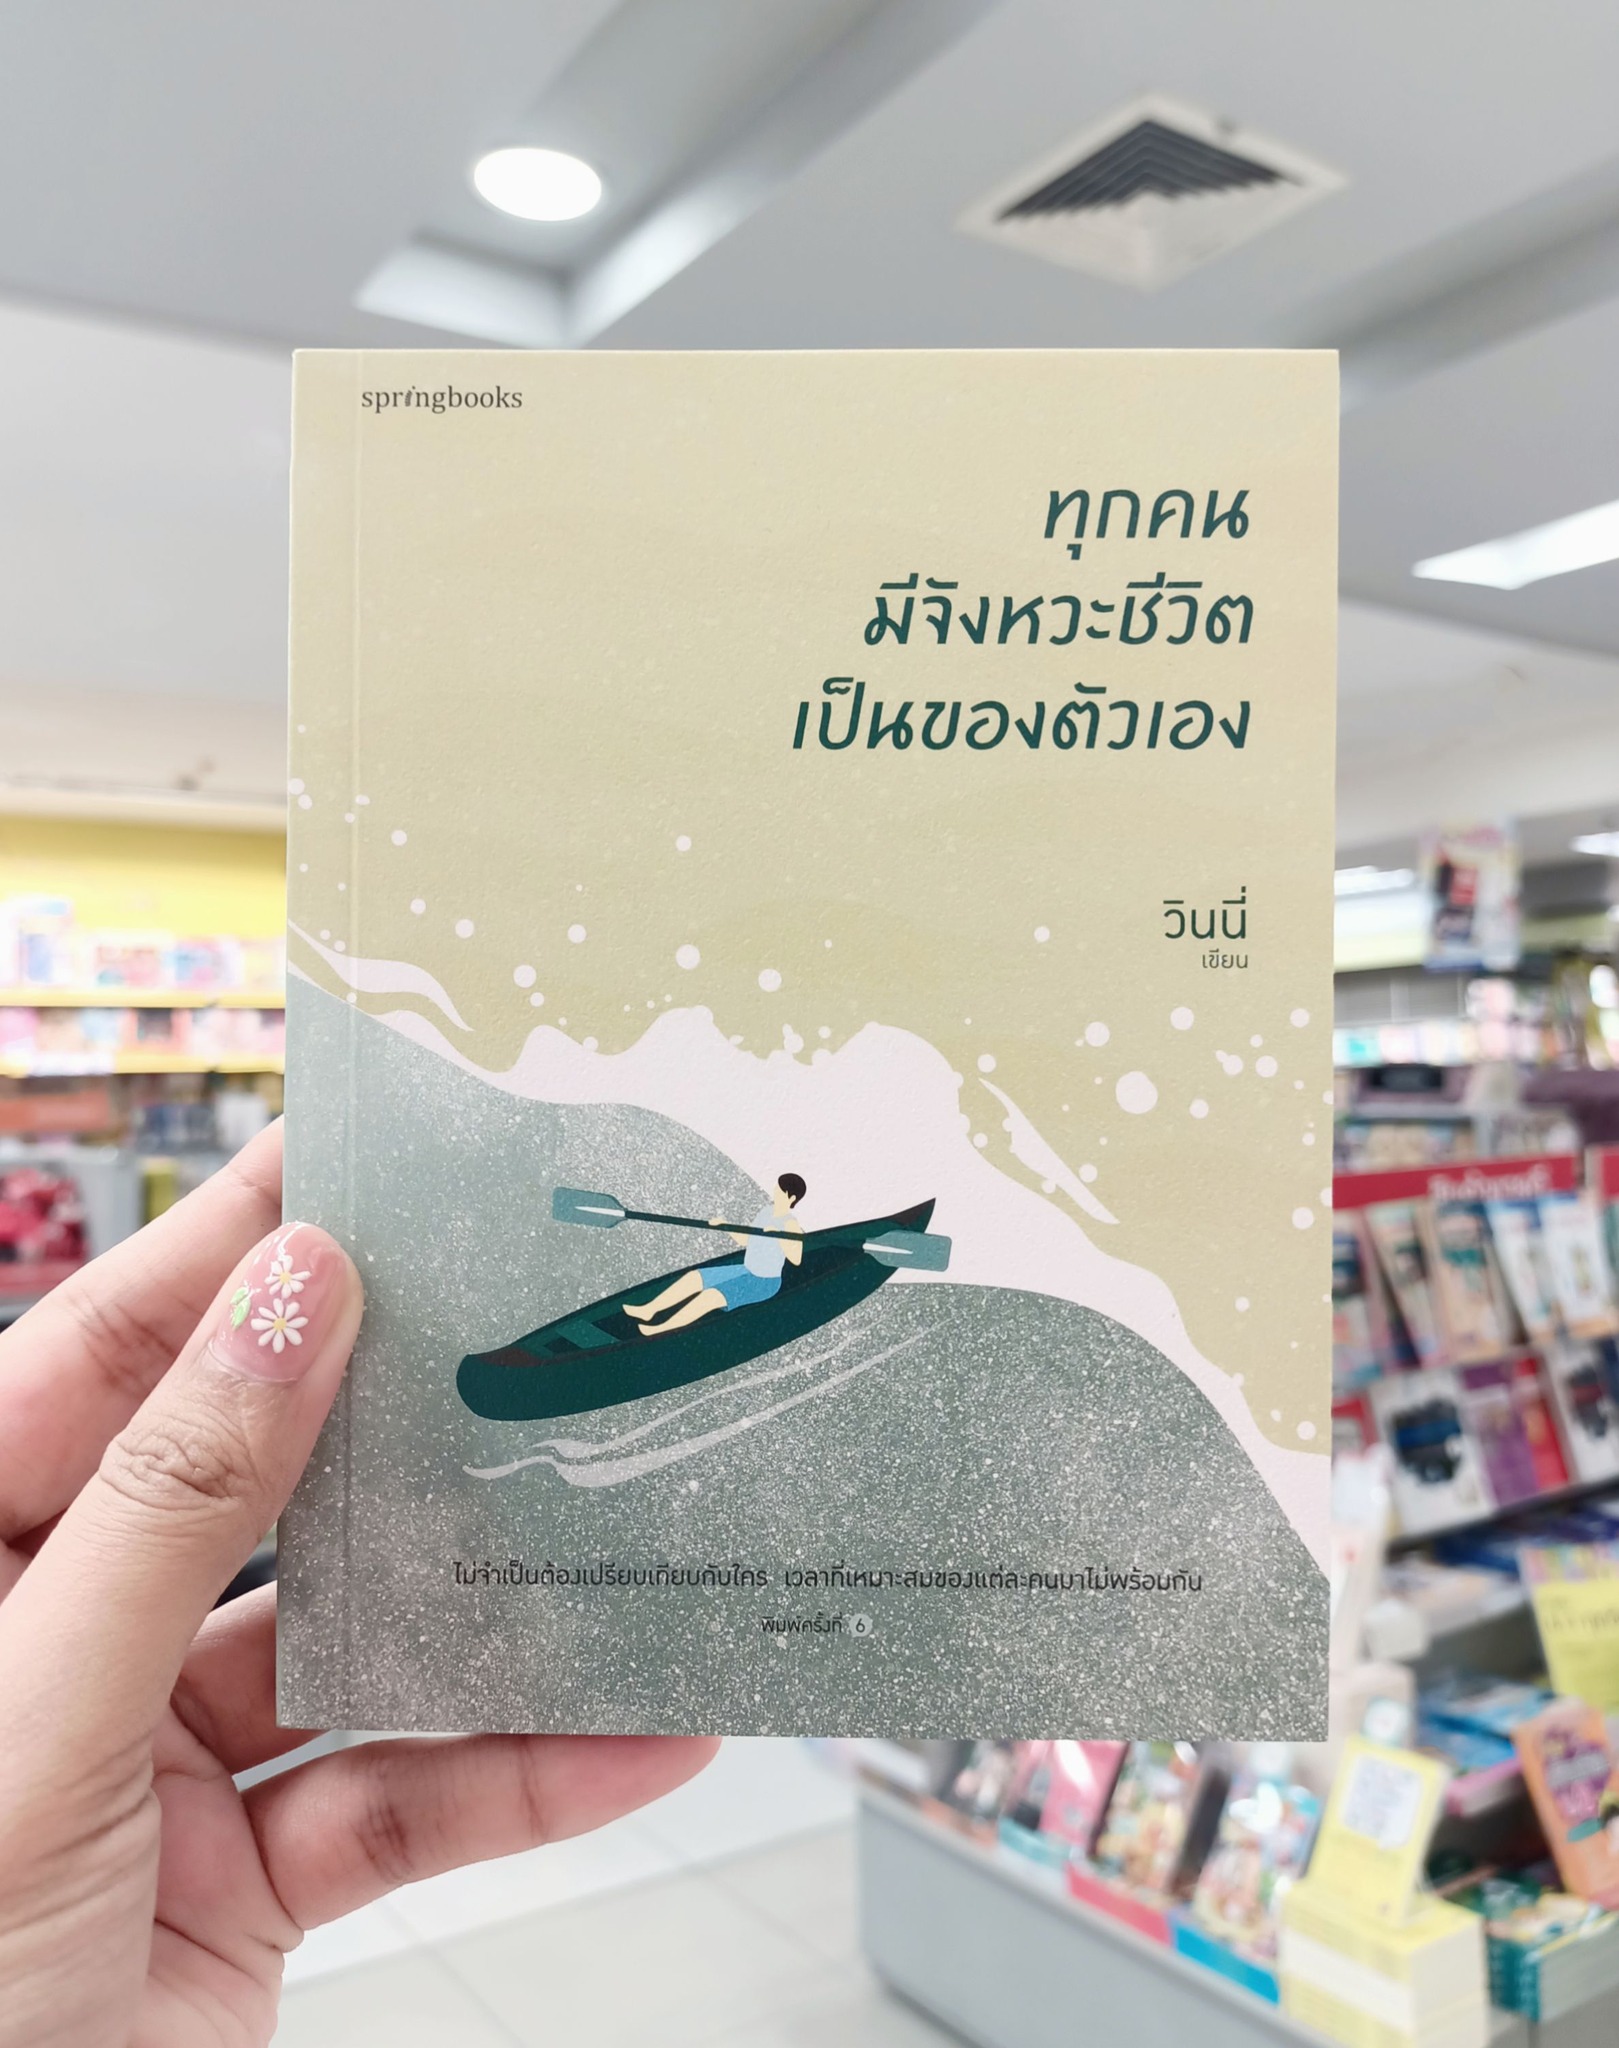 springbooks
ทุกคน
มีจังหวะชีวิต
เป็นของตัวเอง
วินนี่
เขียน
ไม่จำเป็นต้องเปรียบเทียบกับใคร เวลาที่เหมาะสมของแต่ละคนมาไม่พร้อมกัน
พิมพ์ครั้งที่ 6